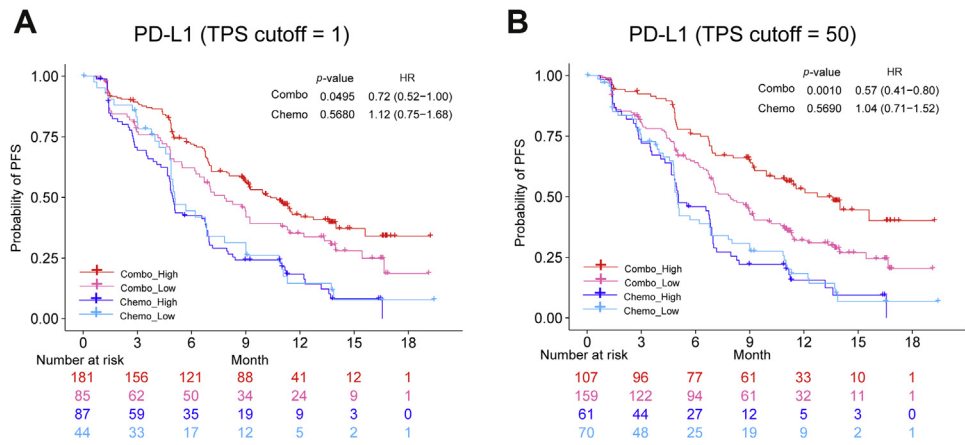 A
PD-L1 (TPS cutoff = 1)
p-value HR
Combo 0.0495 0.72 (0.52–1.00)
Chemo 0.5680 1.12 (0.75–1.68)
Probability of PFS
1.00
0.75
0.50
0.25
0.00
Combo_High
Combo_Low
Chemo_High
Chemo_Low
0 3 6 9 12 15 18
Number at risk Month
181 156 121 88 41 12 1
85 62 50 34 24 9 1
87 59 35 19 9 3 0
44 33 17 12 5 2 1
B
PD-L1 (TPS cutoff = 50)
p-value HR
Combo 0.0010 0.57 (0.41–0.80)
Chemo 0.5690 1.04 (0.71–1.52)
Probability of PFS
1.00
0.75
0.50
0.25
0.00
Combo_High
Combo_Low
Chemo_High
Chemo_Low
0 3 6 9 12 15 18
Number at risk Month
107 96 77 61 33 10 1
159 122 94 61 32 11 1
61 44 27 12 5 3 0
70 48 25 19 9 2 1